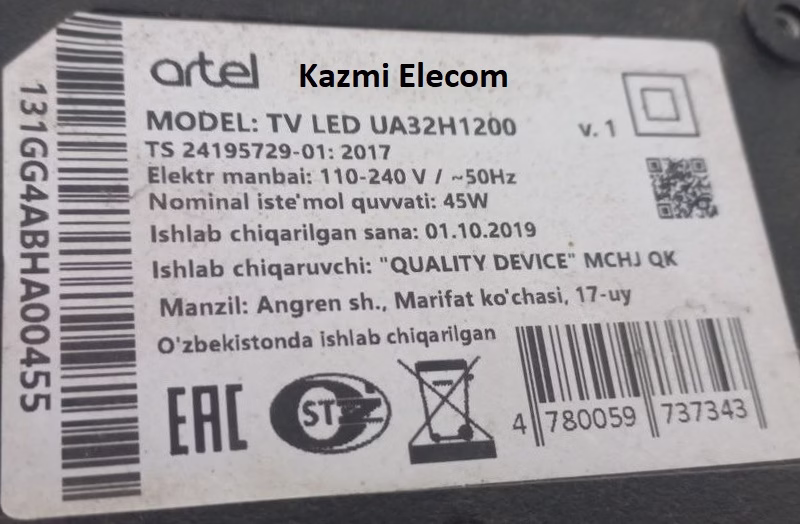 artel Kazmi Elecom
MODEL: TV LED UA32H1200 v. 1
TS 24195729-01: 2017
Elektr manbai: 110-240 V / ~50Hz
Nominal iste'mol quvvati: 45W
Ishlab chiqarilgan sana: 01.10.2019
Ishlab chiqaruvchi: "QUALITY DEVICE" MCHJ QK
Manzil: Angren sh., Marifat ko'chasi, 17-uy
O'zbekistonda ishlab chiqarilgan
EAC ST
4 780059 737343
131GG4ABHA00455